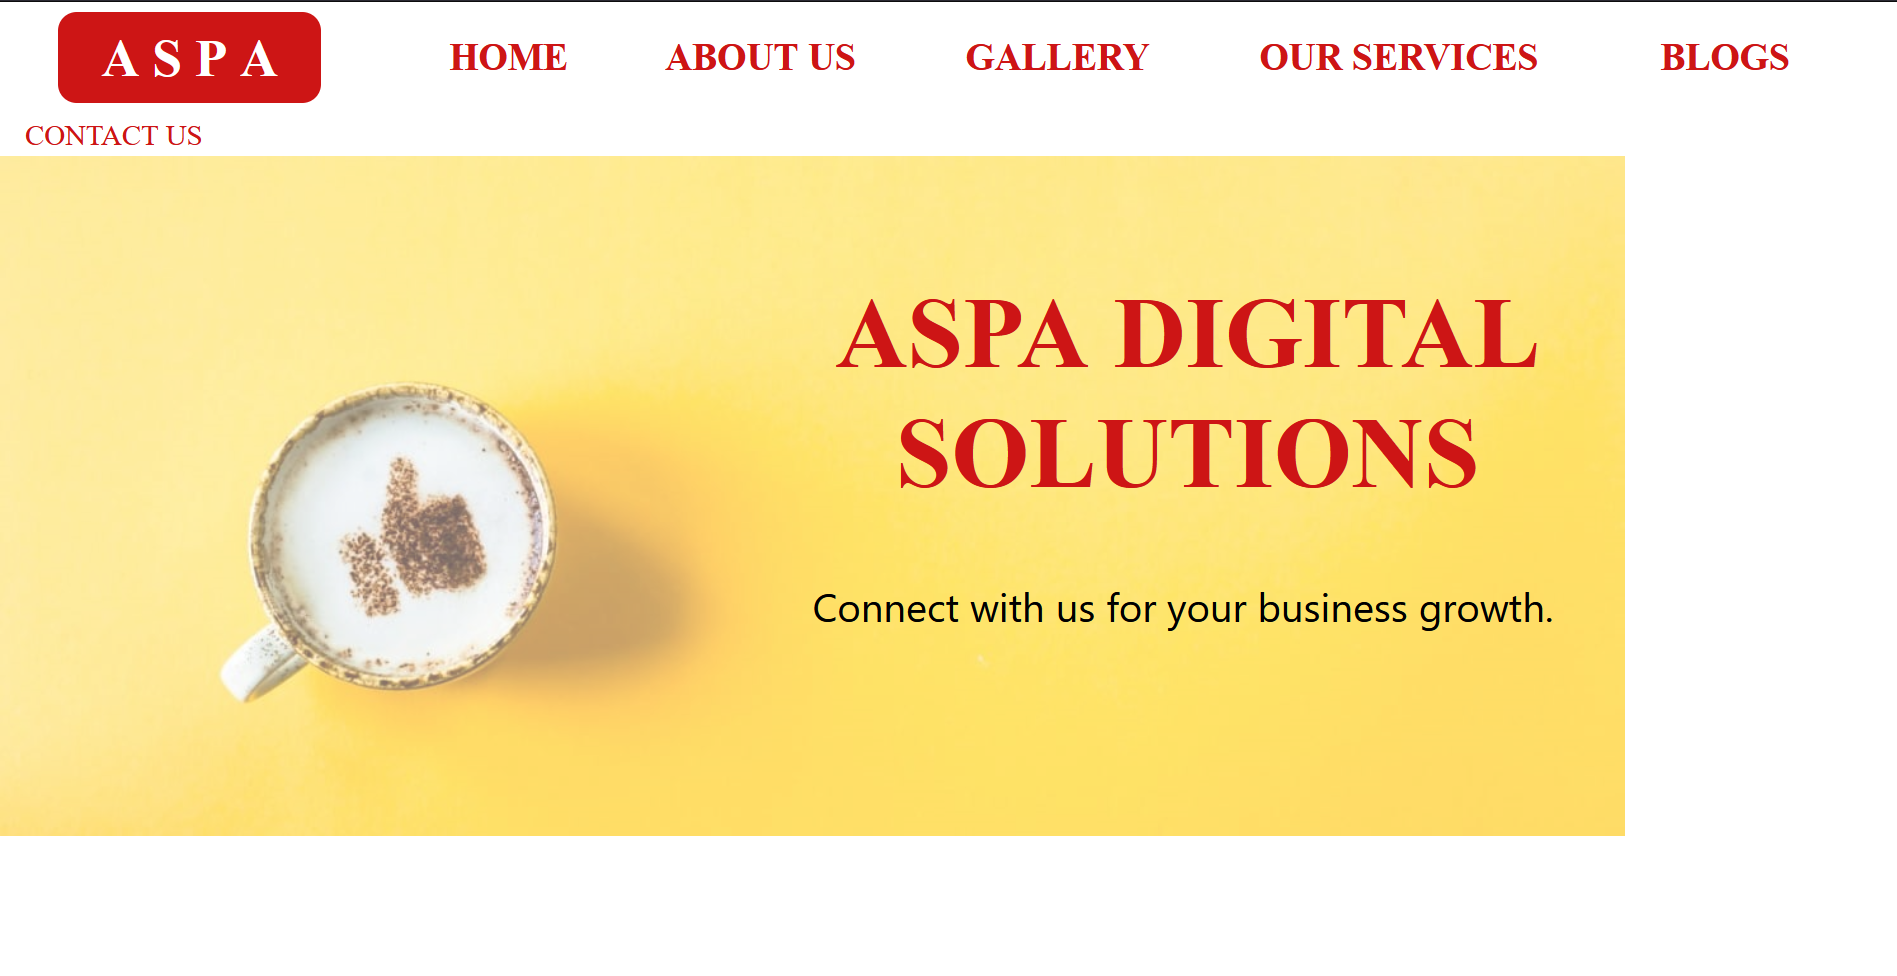 A S P A
HOME ABOUT US GALLERY OUR SERVICES BLOGS
CONTACT US
ASPA DIGITAL
SOLUTIONS
Connect with us for your business growth.